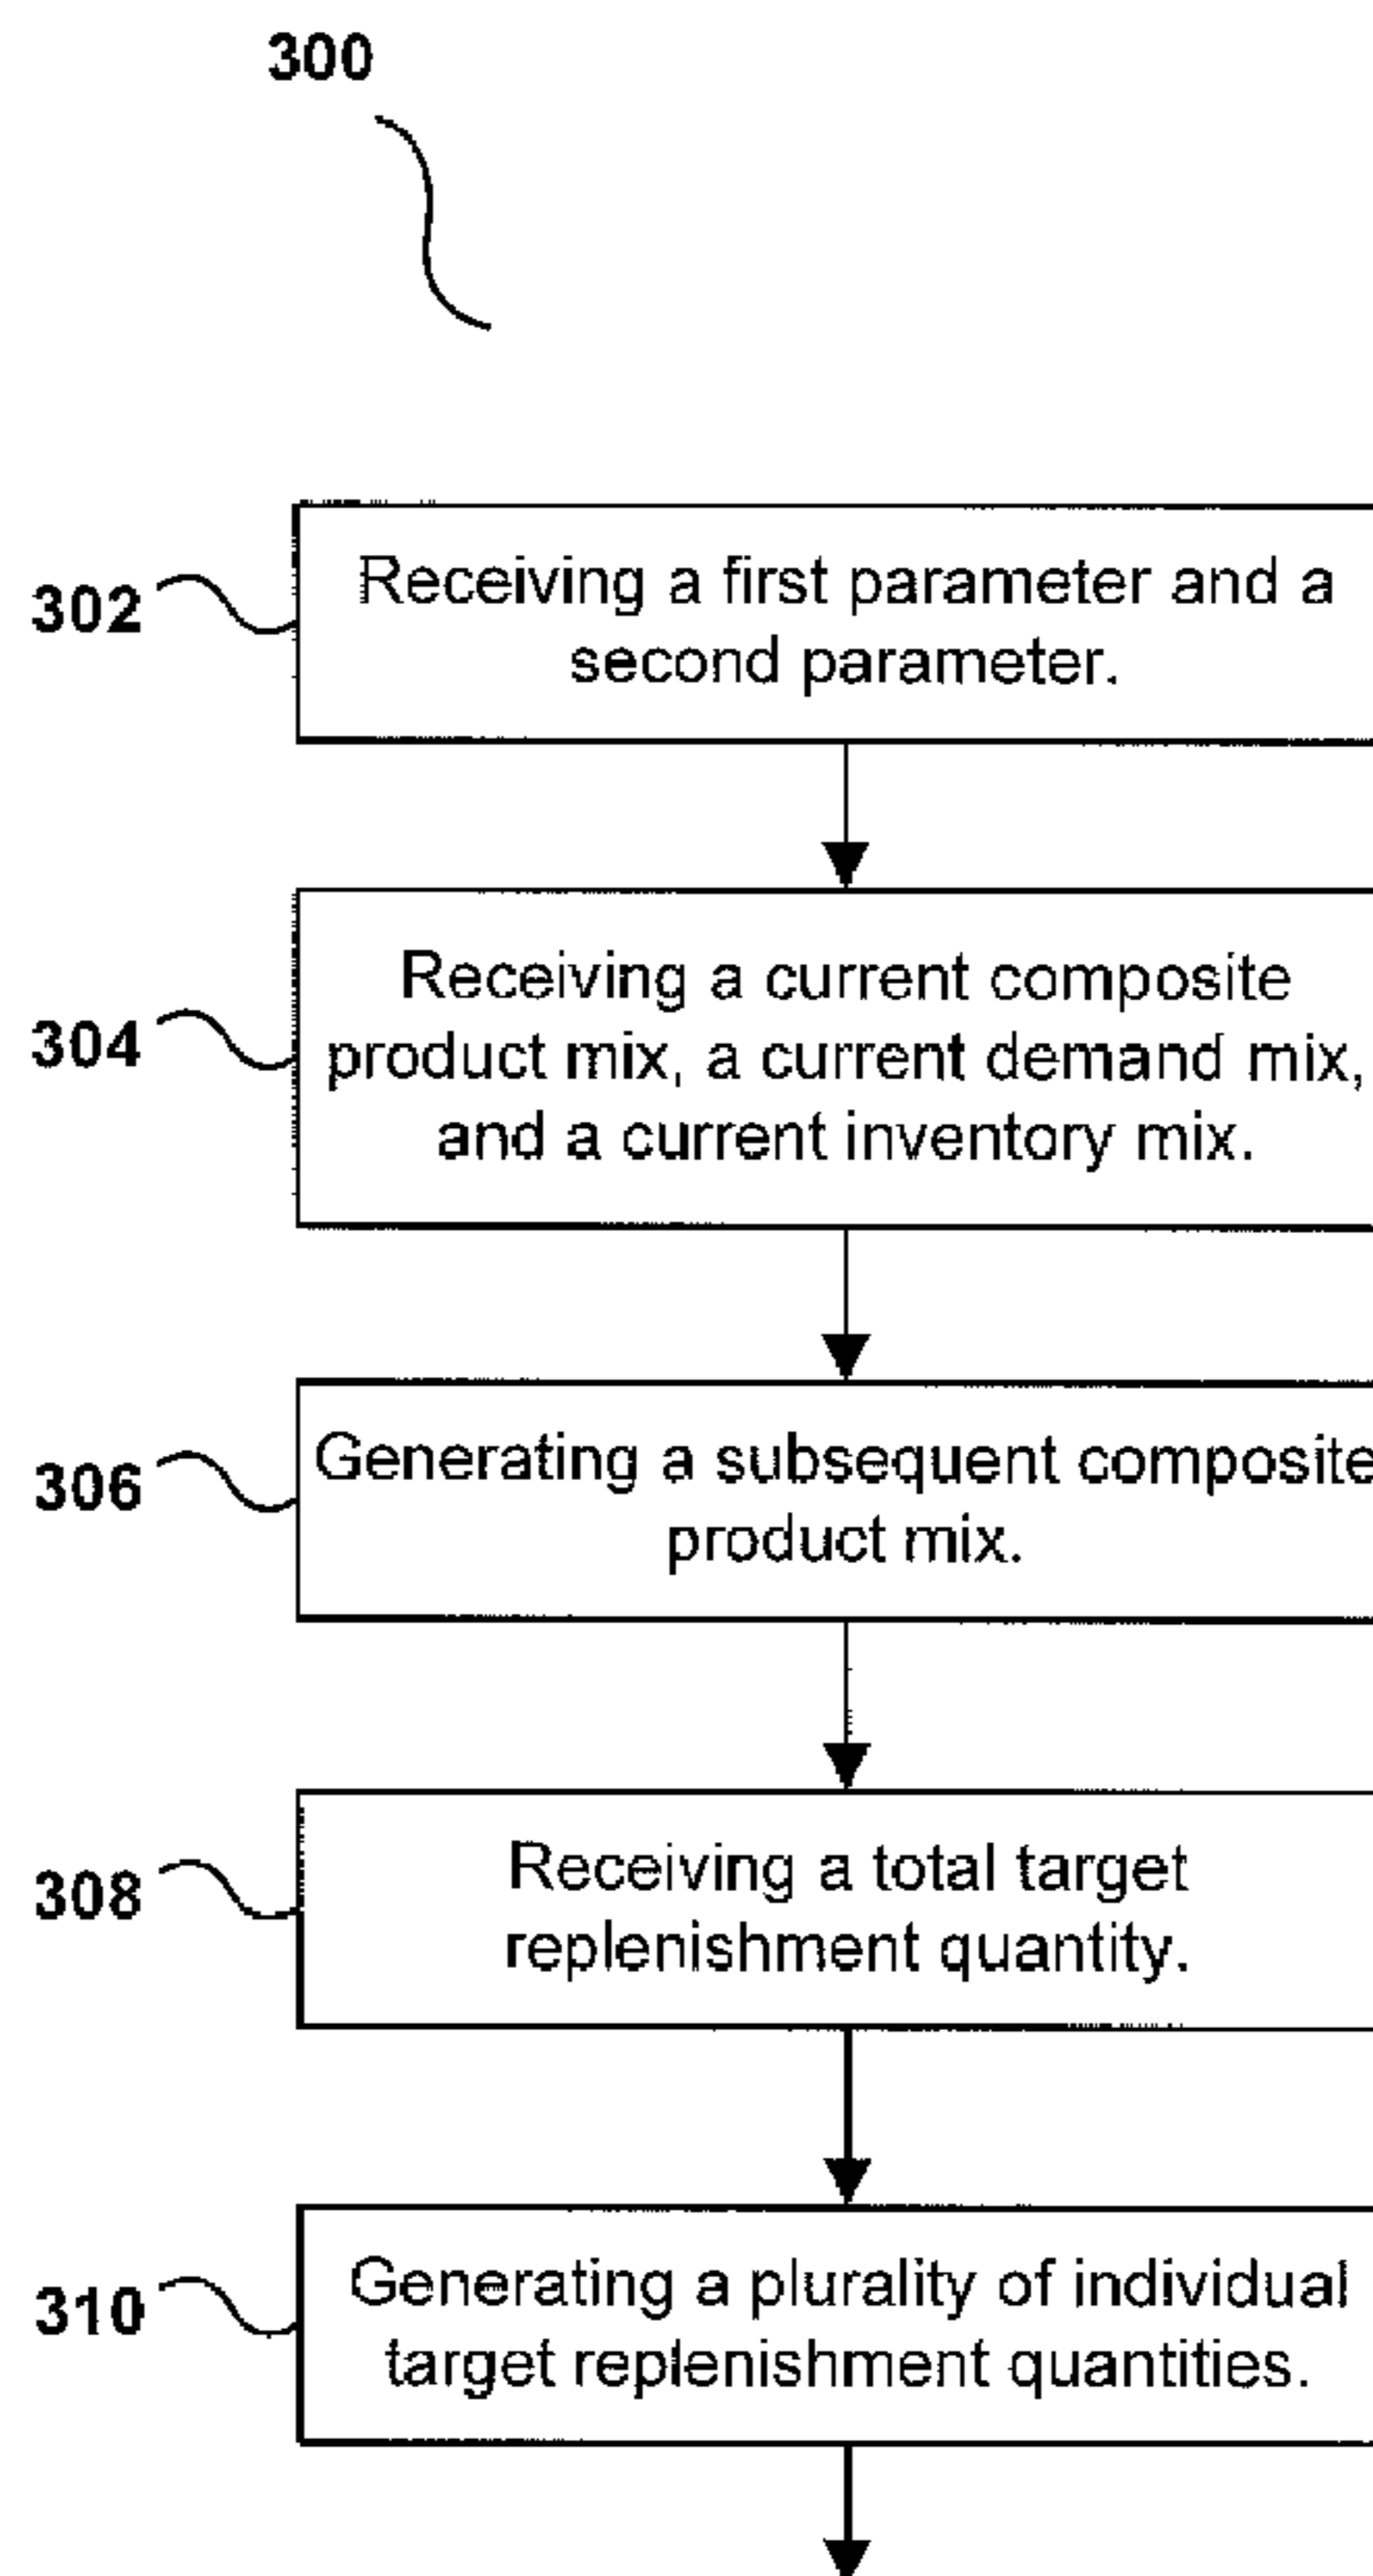 300
302
Receiving a first parameter and a
second parameter.
304
Receiving a current composite
product mix, a current demand mix,
and a current inventory mix.
306
Generating a subsequent composite
product mix.
308
Receiving a total target
replenishment quantity.
310
Generating a plurality of individual
target replenishment quantities.